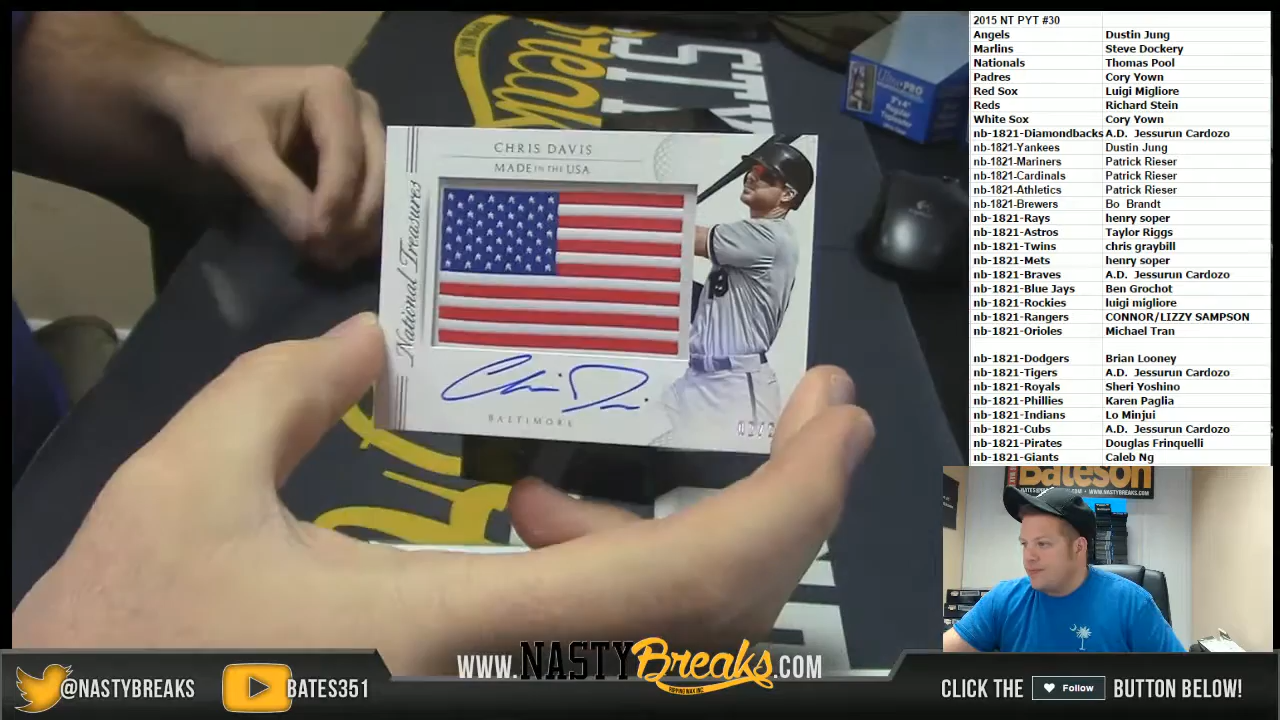 2015 NT PYT #30
Angels Dustin Jung
Marlins Steve Dockery
Nationals Thomas Pool
Padres Cory Yown
Red Sox Luigi Migliore
Reds Richard Stein
White Sox Cory Yown
nb-1821-Diamondbacks A.D. Jessurun Cardozo
nb-1821-Yankees Dustin Jung
nb-1821-Mariners Patrick Rieser
nb-1821-Cardinals Patrick Rieser
nb-1821-Athletics Patrick Rieser
nb-1821-Brewers Bo Brandt
nb-1821-Rays henry soper
nb-1821-Astros Taylor Riggs
nb-1821-Twins chris graybill
nb-1821-Mets henry soper
nb-1821-Braves A.D. Jessurun Cardozo
nb-1821-Blue Jays Ben Grochot
nb-1821-Rockies luigi migliore
nb-1821-Rangers CONNOR/LIZZY SAMPSON
nb-1821-Orioles Michael Tran
nb-1821-Dodgers Brian Looney
nb-1821-Tigers A.D. Jessurun Cardozo
nb-1821-Royals Sheri Yoshino
nb-1821-Phillies Karen Paglia
nb-1821-Indians Lo Minjui
nb-1821-Cubs A.D. Jessurun Cardozo
nb-1821-Pirates Douglas Frinquelli
nb-1821-Giants Caleb Ng
CHRIS DAVIS
MADE IN THE USA
National Treasures
Chris Davis
BALTIMORE
Breaks
PRO
Bateson
WWW.NASTYBREAKS.COM
@NASTYBREAKS
BATES351
WWW.NASTYBreaks.COM
CLICK THE Follow BUTTON BELOW!